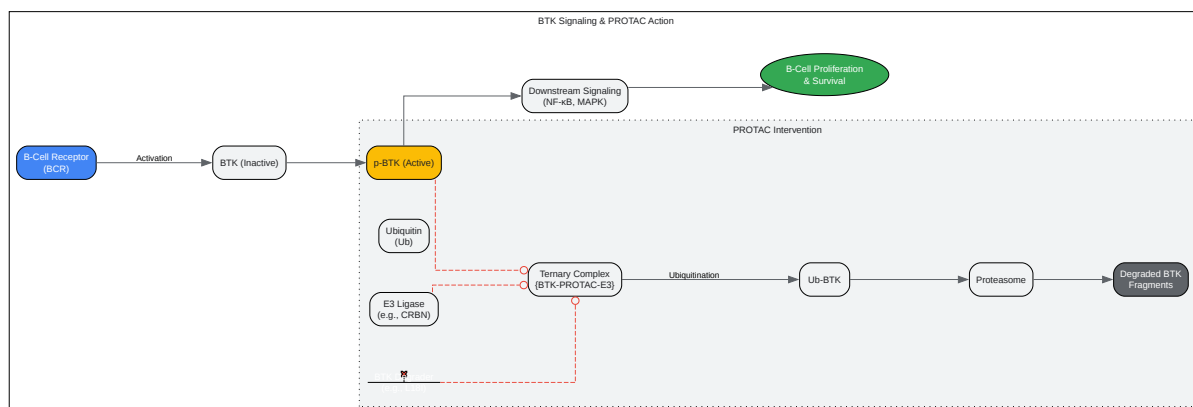 BTK Signaling & PROTAC Action
B-Cell Proliferation
& Survival
Downstream Signaling
(NF-κB, MAPK)
PROTAC Intervention
B-Cell Receptor
(BCR)
Activation
BTK (Inactive)
p-BTK (Active)
Ubiquitin
(Ub)
Ternary Complex
{BTK-PROTAC-E3}
Ubiquitination
Ub-BTK
Proteasome
Degraded BTK
Fragments
E3 Ligase
(e.g., CRBN)